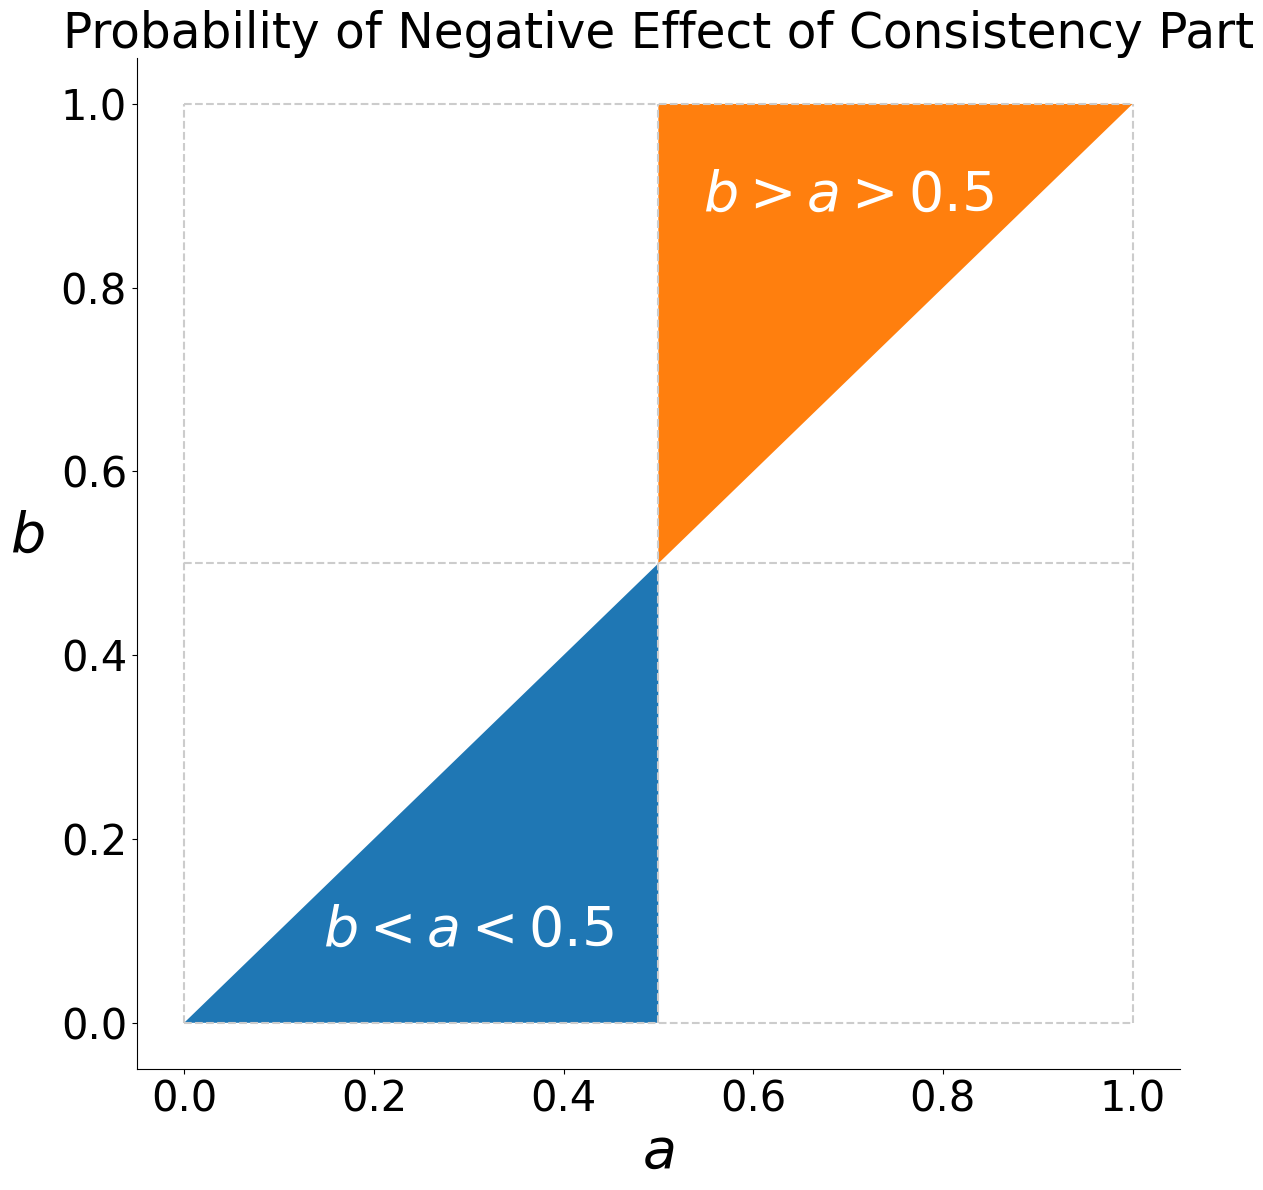 Probability of Negative Effect of Consistency Part
1.0
b > a > 0.5
0.8
0.6
b
0.4
0.2
b < a < 0.5
0.0
0.0 0.2 0.4 0.6 0.8 1.0
a